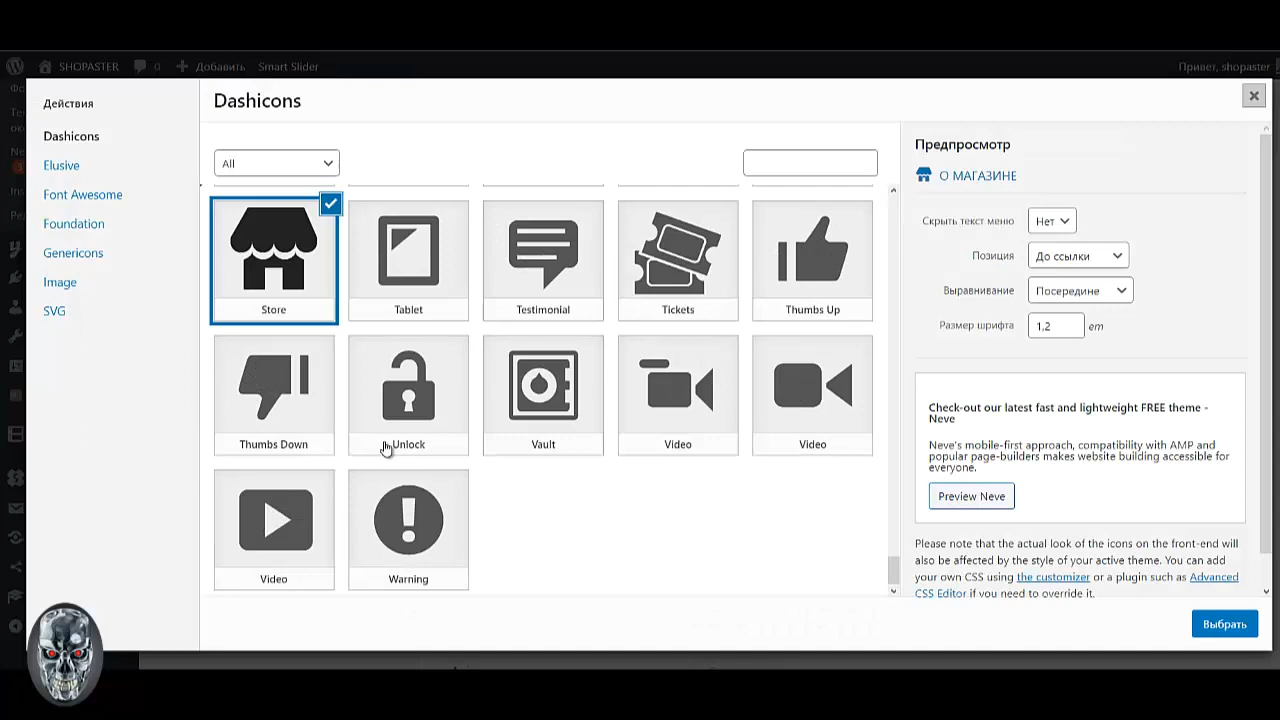 SHOPASTER 0 Добавить Smart Slider Привет, shopaster
Действия
Dashicons
Elusive
Font Awesome
Foundation
Genericons
Image
SVG
Dashicons
All
Store
Tablet
Testimonial
Tickets
Thumbs Up
Thumbs Down
Unlock
Vault
Video
Video
Video
Warning
Предпросмотр
О МАГАЗИНЕ
Скрыть текст меню Нет
Позиция До ссылки
Выравнивание Посередине
Размер шрифта 1,2 em
Check-out our latest fast and lightweight FREE theme -
Neve
Neve's mobile-first approach, compatibility with AMP and
popular page-builders makes website building accessible for
everyone.
Preview Neve
Please note that the actual look of the icons on the front-end will
also be affected by the style of your active theme. You can add
your own CSS using the customizer or a plugin such as Advanced
CSS Editor if you need to override it.
Выбрать